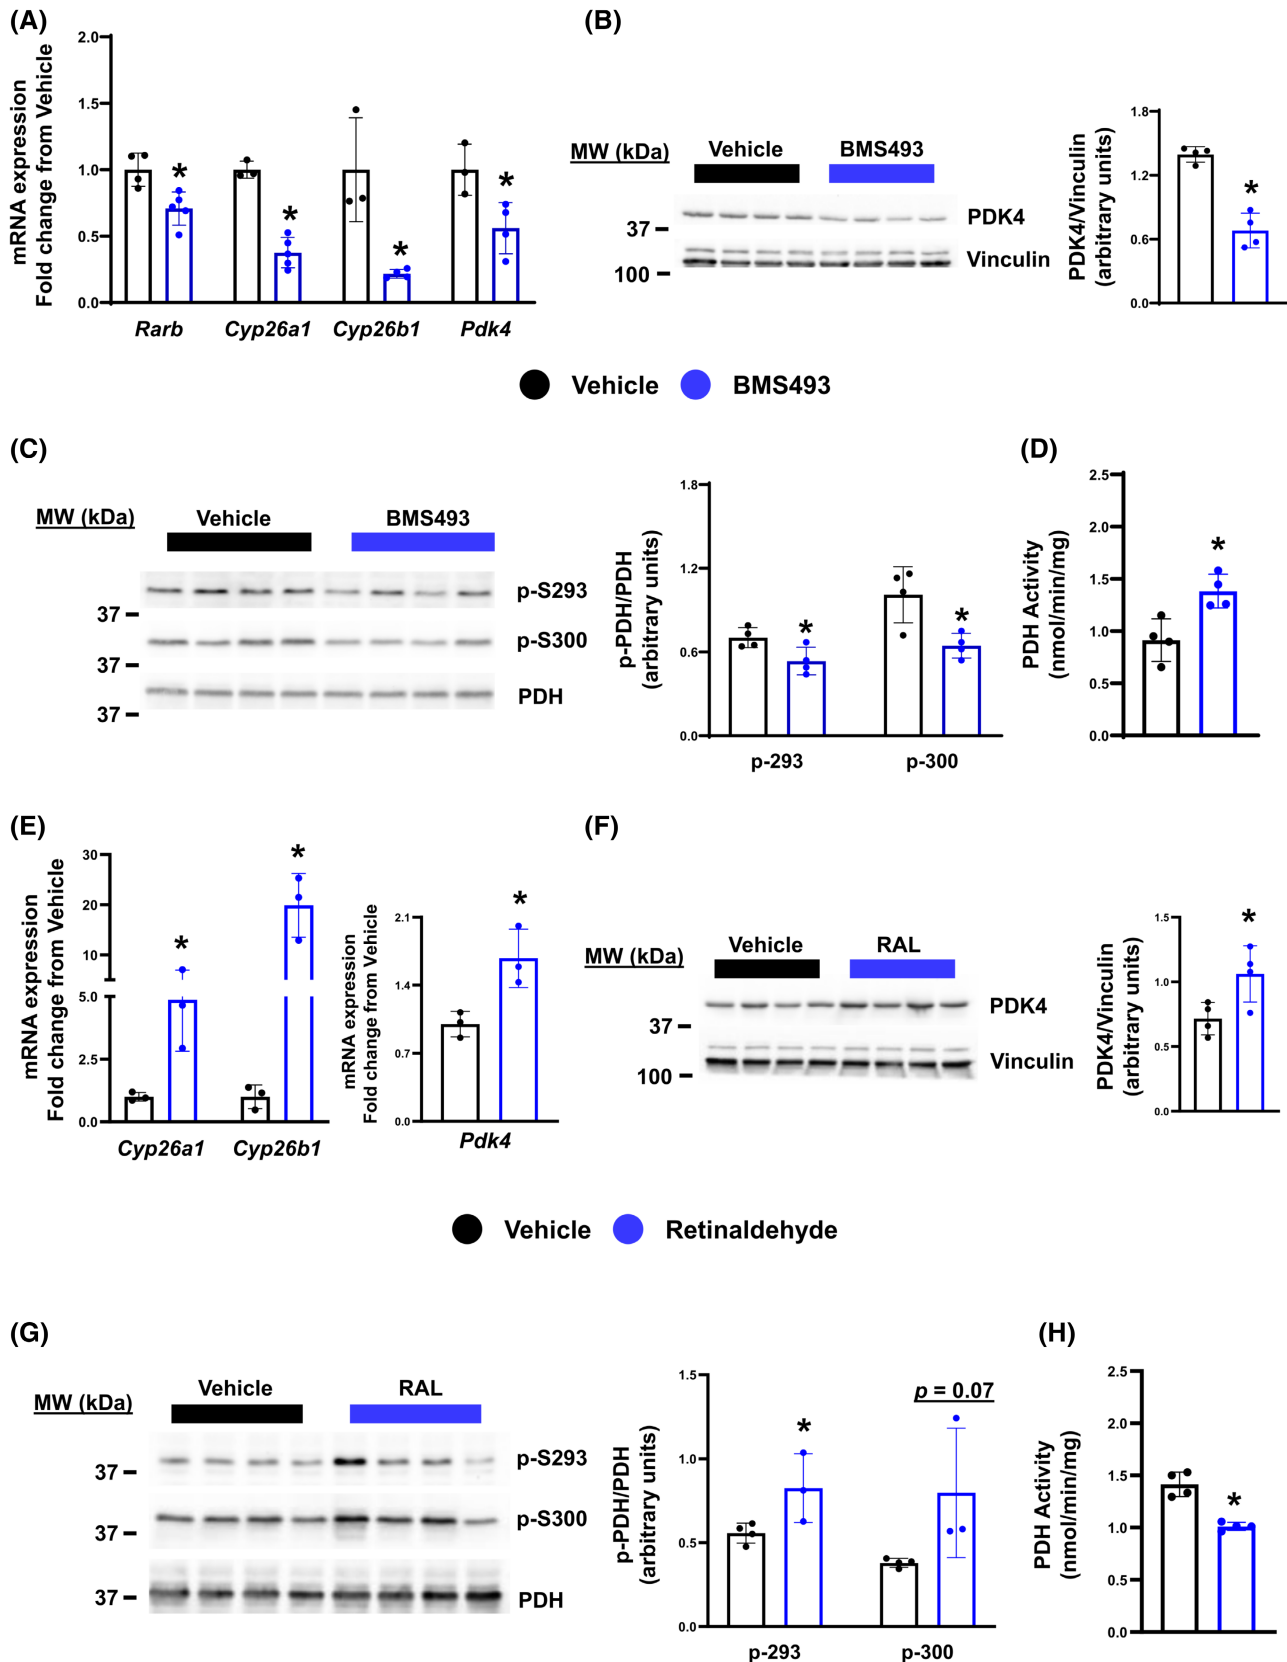 (A)
mRNA expression
Fold change from Vehicle
2.0
1.5
1.0
0.5
0.0
*
*
*
*
Rarb
Cyp26a1
Cyp26b1
Pdk4
(B)
MW (kDa)
Vehicle
BMS493
37
PDK4
100
Vinculin
PDK4/Vinculin
(arbitrary units)
1.8
1.2
0.6
0.0
*
Vehicle
BMS493
(C)
MW (kDa)
Vehicle
BMS493
p-S293
37
p-S300
37
PDH
37
p-PDH/PDH
(arbitrary units)
1.8
1.2
0.6
0.0
*
*
p-293
p-300
(D)
PDH Activity
(nmol/min/mg)
2.5
2.0
1.5
1.0
0.5
0.0
*
(E)
mRNA expression
Fold change from Vehicle
30
20
10
5.0
2.5
0.0
*
*
Cyp26a1
Cyp26b1
mRNA expression
Fold change from Vehicle
2.1
1.4
0.7
0.0
*
Pdk4
(F)
MW (kDa)
Vehicle
RAL
PDK4
37
Vinculin
100
PDK4/Vinculin
(arbitrary units)
1.5
1.0
0.5
0.0
*
Vehicle
Retinaldehyde
(G)
MW (kDa)
Vehicle
RAL
p-S293
37
p-S300
37
PDH
37
p-PDH/PDH
(arbitrary units)
1.5
1.0
0.5
0.0
*
p = 0.07
p-293
p-300
(H)
PDH Activity
(nmol/min/mg)
2.5
2.0
1.5
1.0
0.5
0.0
*